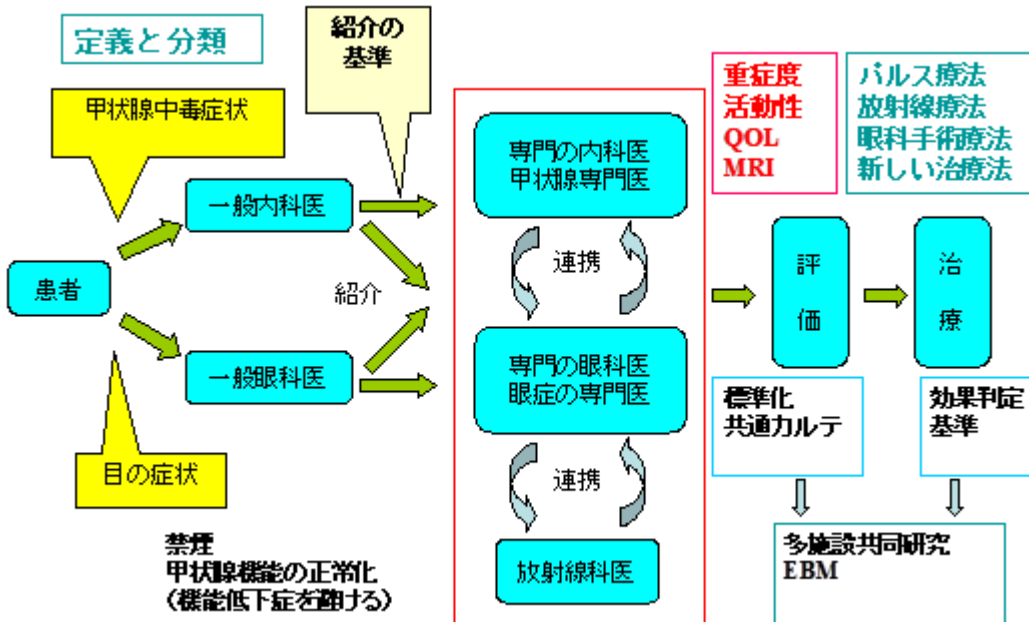 定義と分類
紹介の
基準
甲状腺中毒症状
一般内科医
患者
紹介
一般眼科医
目の症状
禁煙
甲状腺機能の正常化
(機能低下症を避ける)
専門の内科医
甲状腺専門医
連携
専門の眼科医
眼症の専門医
連携
放射線科医
重症度
活動性
QOL
MRI
パルス療法
放射線療法
眼科手術療法
新しい治療法
評
価
治
療
標準化
共通カルテ
効果判定
基準
多施設共同研究
EBM